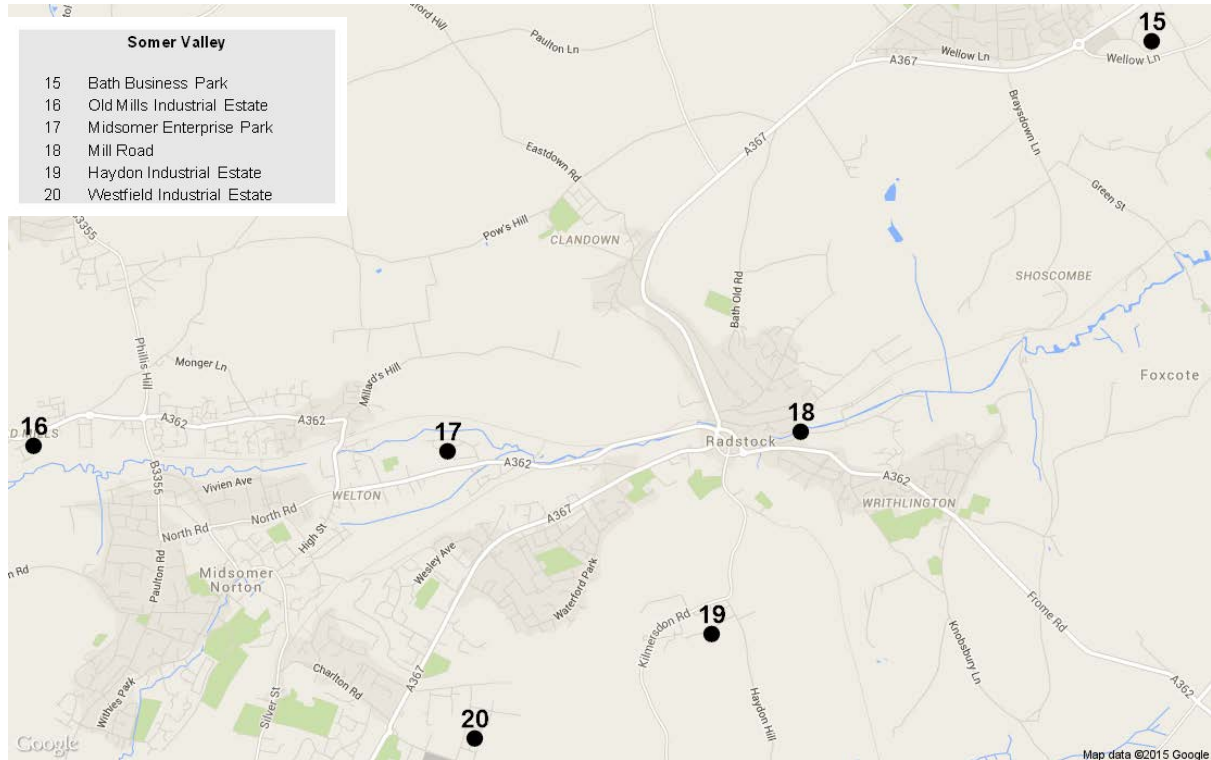 Somer Valley
15 Bath Business Park
16 Old Mills Industrial Estate
17 Midsomer Enterprise Park
18 Mill Road
19 Haydon Industrial Estate
20 Westfield Industrial Estate
Paulton Ln
15
Wellow Ln
Wellow Ln
A367
Braysdown Ln
A367
Eastdown Rd
Green St
B3355
Pow's Hill
CLANDOWN
SHOSCOMBE
Bath Old Rd
Phillis Hill
Monger Ln
Millard's Hill
Foxcote
A362
A362
16
17
18
Radstock
A362
A362
B3355
Vivien Ave
WELTON
WRITHLINGTON
North Rd
North Rd
High St
A367
Wesley Ave
Midsomer
Norton
Paulton Rd
Waterford Park
Frome Rd
19
Kilmersdon Rd
Knobsbury Ln
Charlton Rd
A367
A362
Withies Park
Silver St
Haydon Hill
20
Google
Map data ©2015 Google